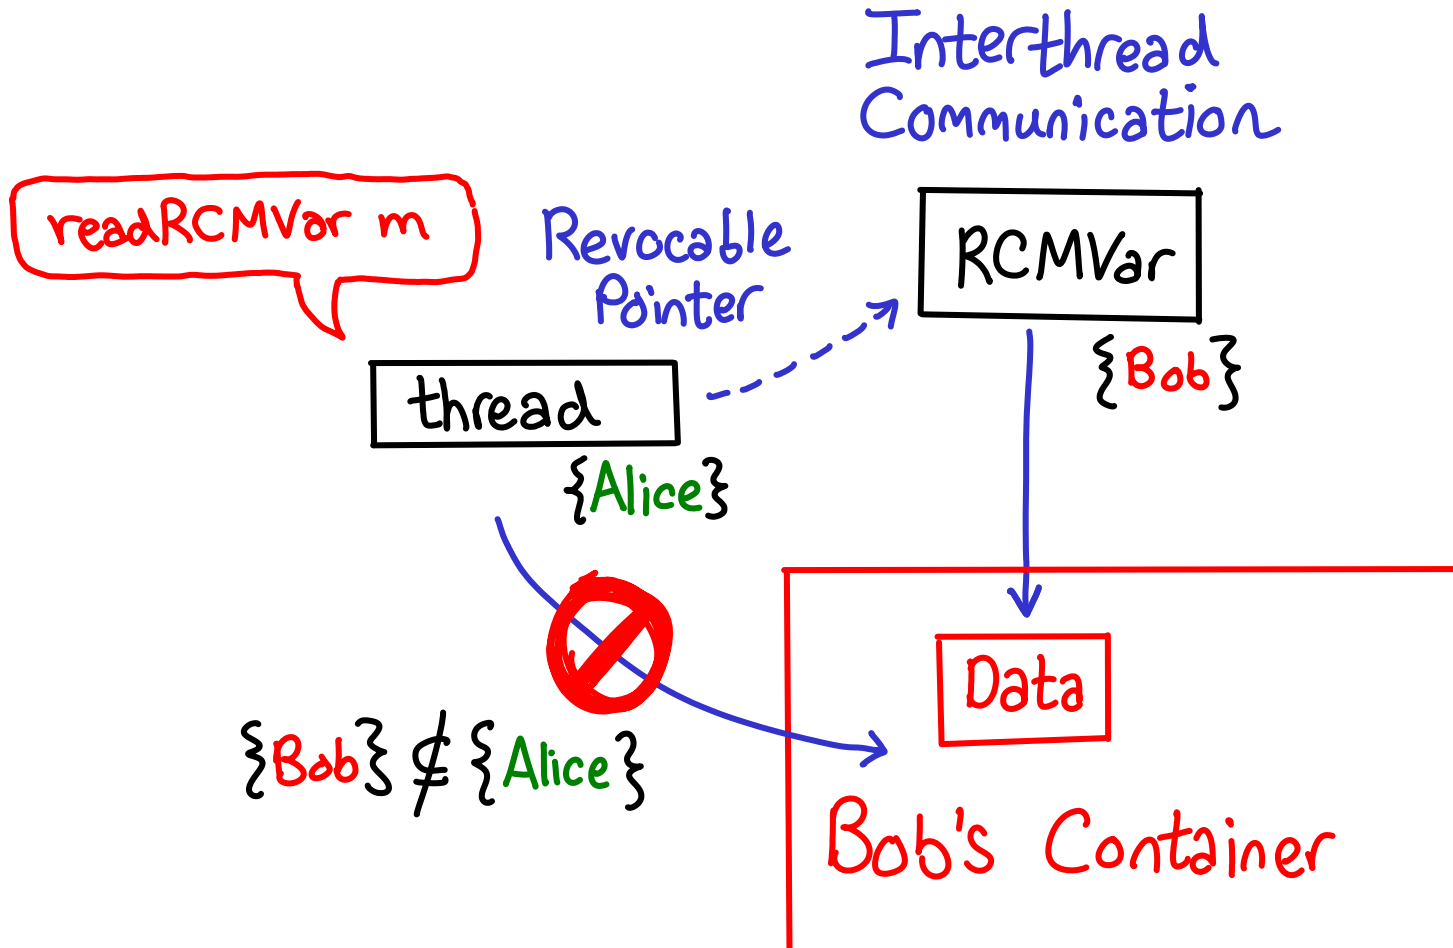 Interthread
Communication
readRCMVar m
Revocable
Pointer
RCMVar
{Bob}
thread
{Alice}
Data
{Bob} ⊈ {Alice}
Bob's Container